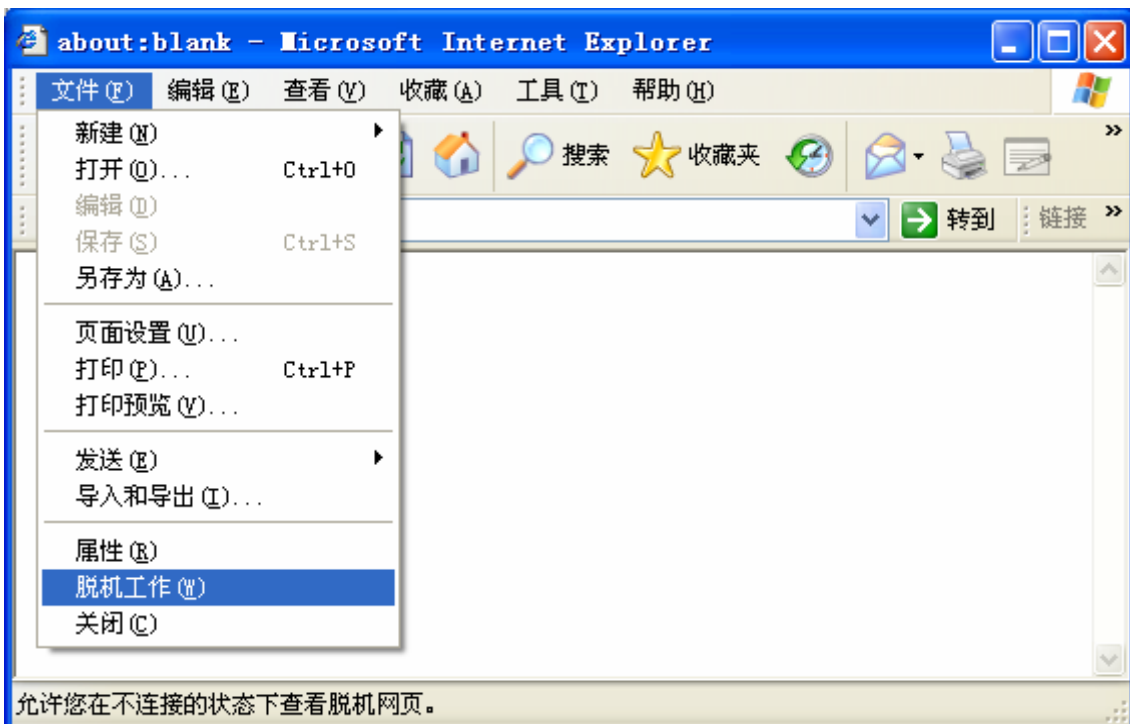 about:blank - Microsoft Internet Explorer
文件(F) 编辑(E) 查看(V) 收藏(A) 工具(T) 帮助(H)
搜索 收藏夹
转到 链接
新建(N)
打开(O)... Ctrl+O
编辑(D)
保存(S) Ctrl+S
另存为(A)...
页面设置(U)...
打印(P)... Ctrl+P
打印预览(V)...
发送(E)
导入和导出(I)...
属性(R)
脱机工作(W)
关闭(C)
允许您在不连接的状态下查看脱机网页。